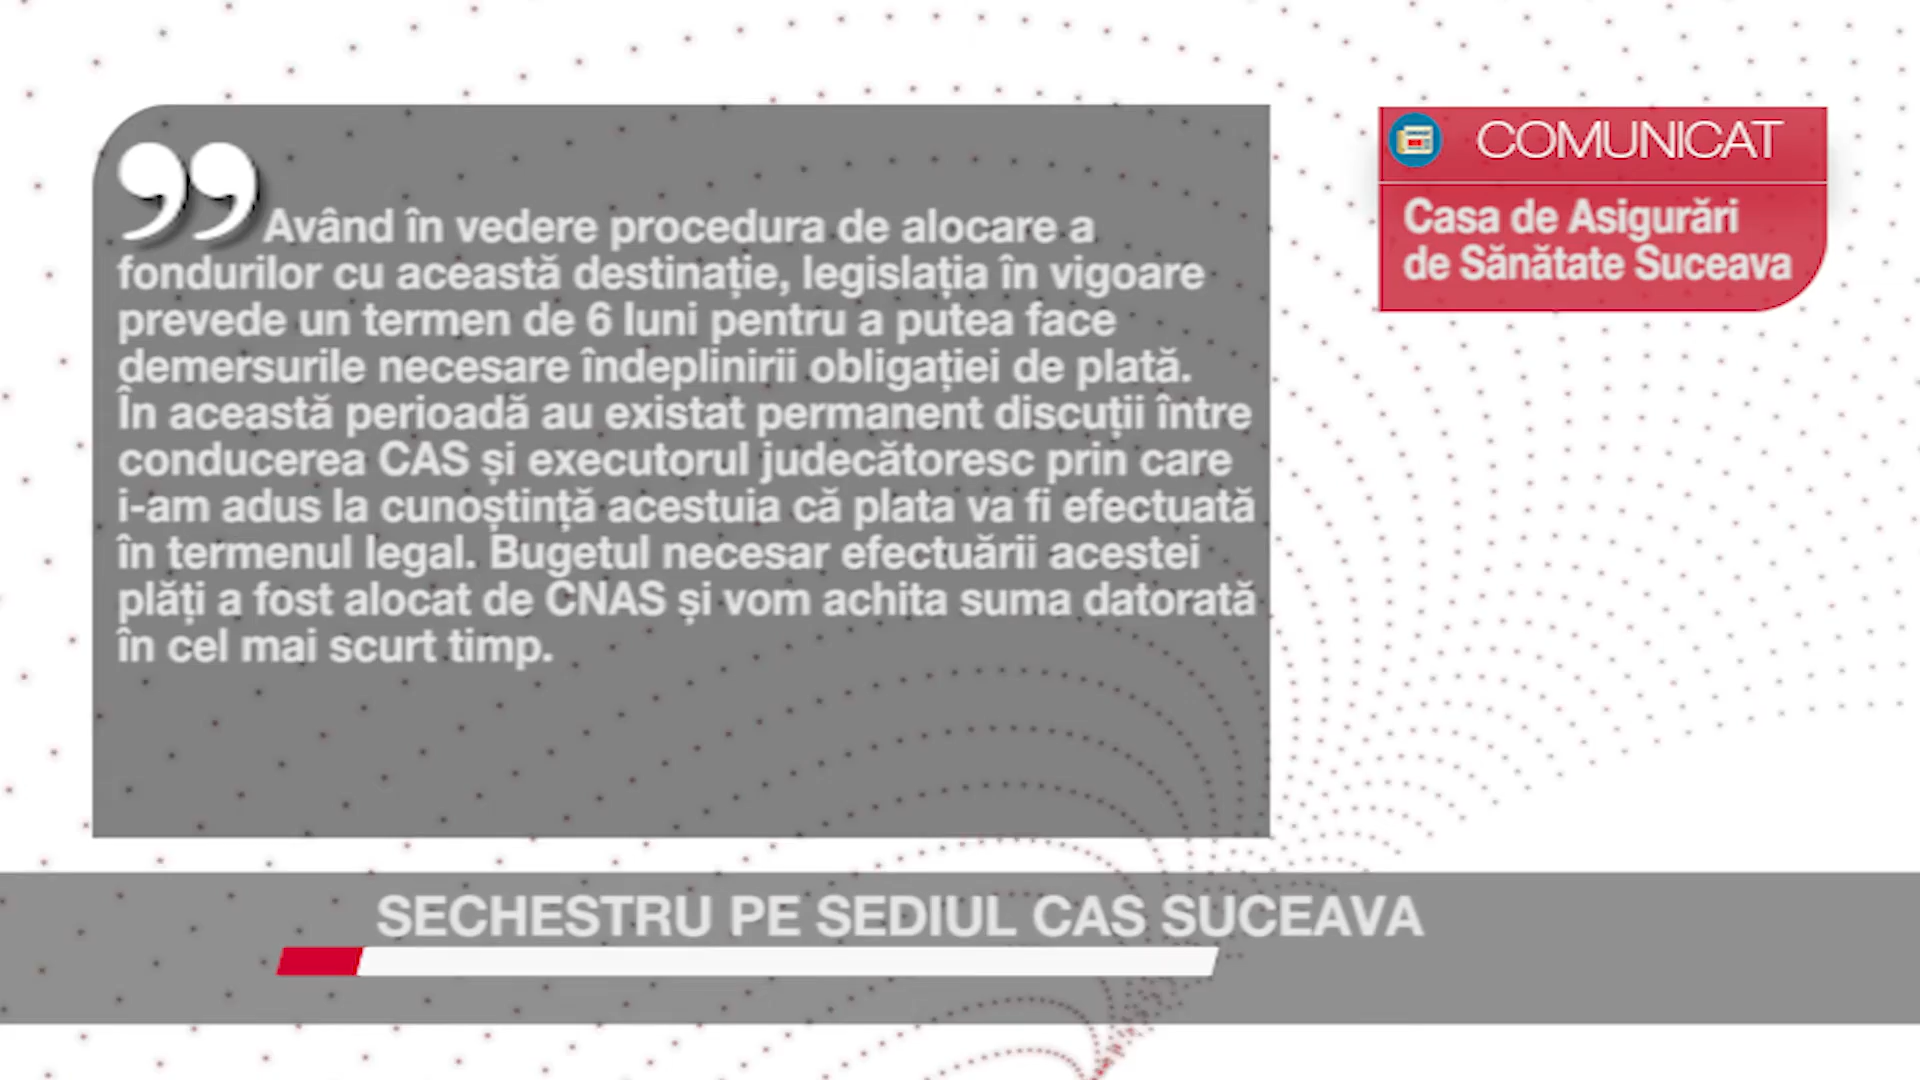 Având în vedere procedura de alocare a
fondurilor cu această destinație, legislația în vigoare
prevede un termen de 6 luni pentru a putea face
demersurile necesare îndeplinirii obligației de plată.
În această perioadă au existat permanent discuții între
conducerea CAS și executorul judecătoresc prin care
i-am adus la cunoștință acestuia că plata va fi efectuată
în termenul legal. Bugetul necesar efectuării acestei
plăți a fost alocat de CNAS și vom achita suma datorată
în cel mai scurt timp.
COMUNICAT
Casa de Asigurări
de Sănătate Suceava
SECHESTRU PE SEDIUL CAS SUCEAVA